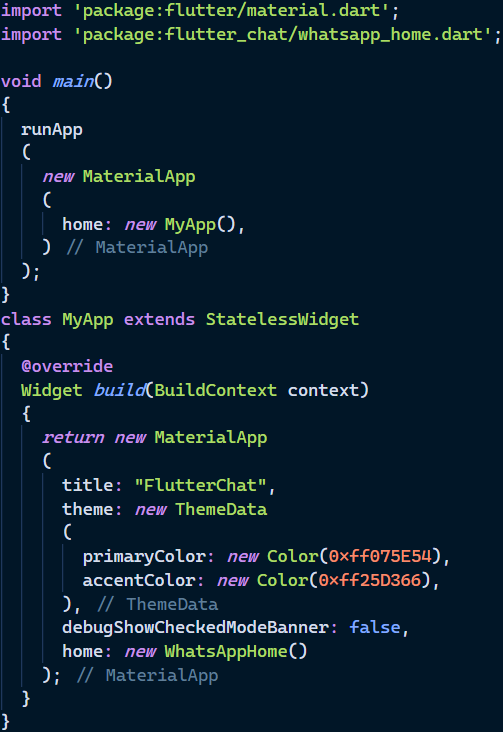 import 'package:flutter/material.dart';
import 'package:flutter_chat/whatsapp_home.dart';

void main()
{
  runApp
  (
    new MaterialApp
    (
      home: new MyApp(),
    ) // MaterialApp
  );
}
class MyApp extends StatelessWidget
{
  @override
  Widget build(BuildContext context)
  {
    return new MaterialApp
    (
      title: "FlutterChat",
      theme: new ThemeData
      (
        primaryColor: new Color(0xff075E54),
        accentColor: new Color(0xff25D366),
      ), // ThemeData
      debugShowCheckedModeBanner: false,
      home: new WhatsAppHome()
    ); // MaterialApp
  }
}